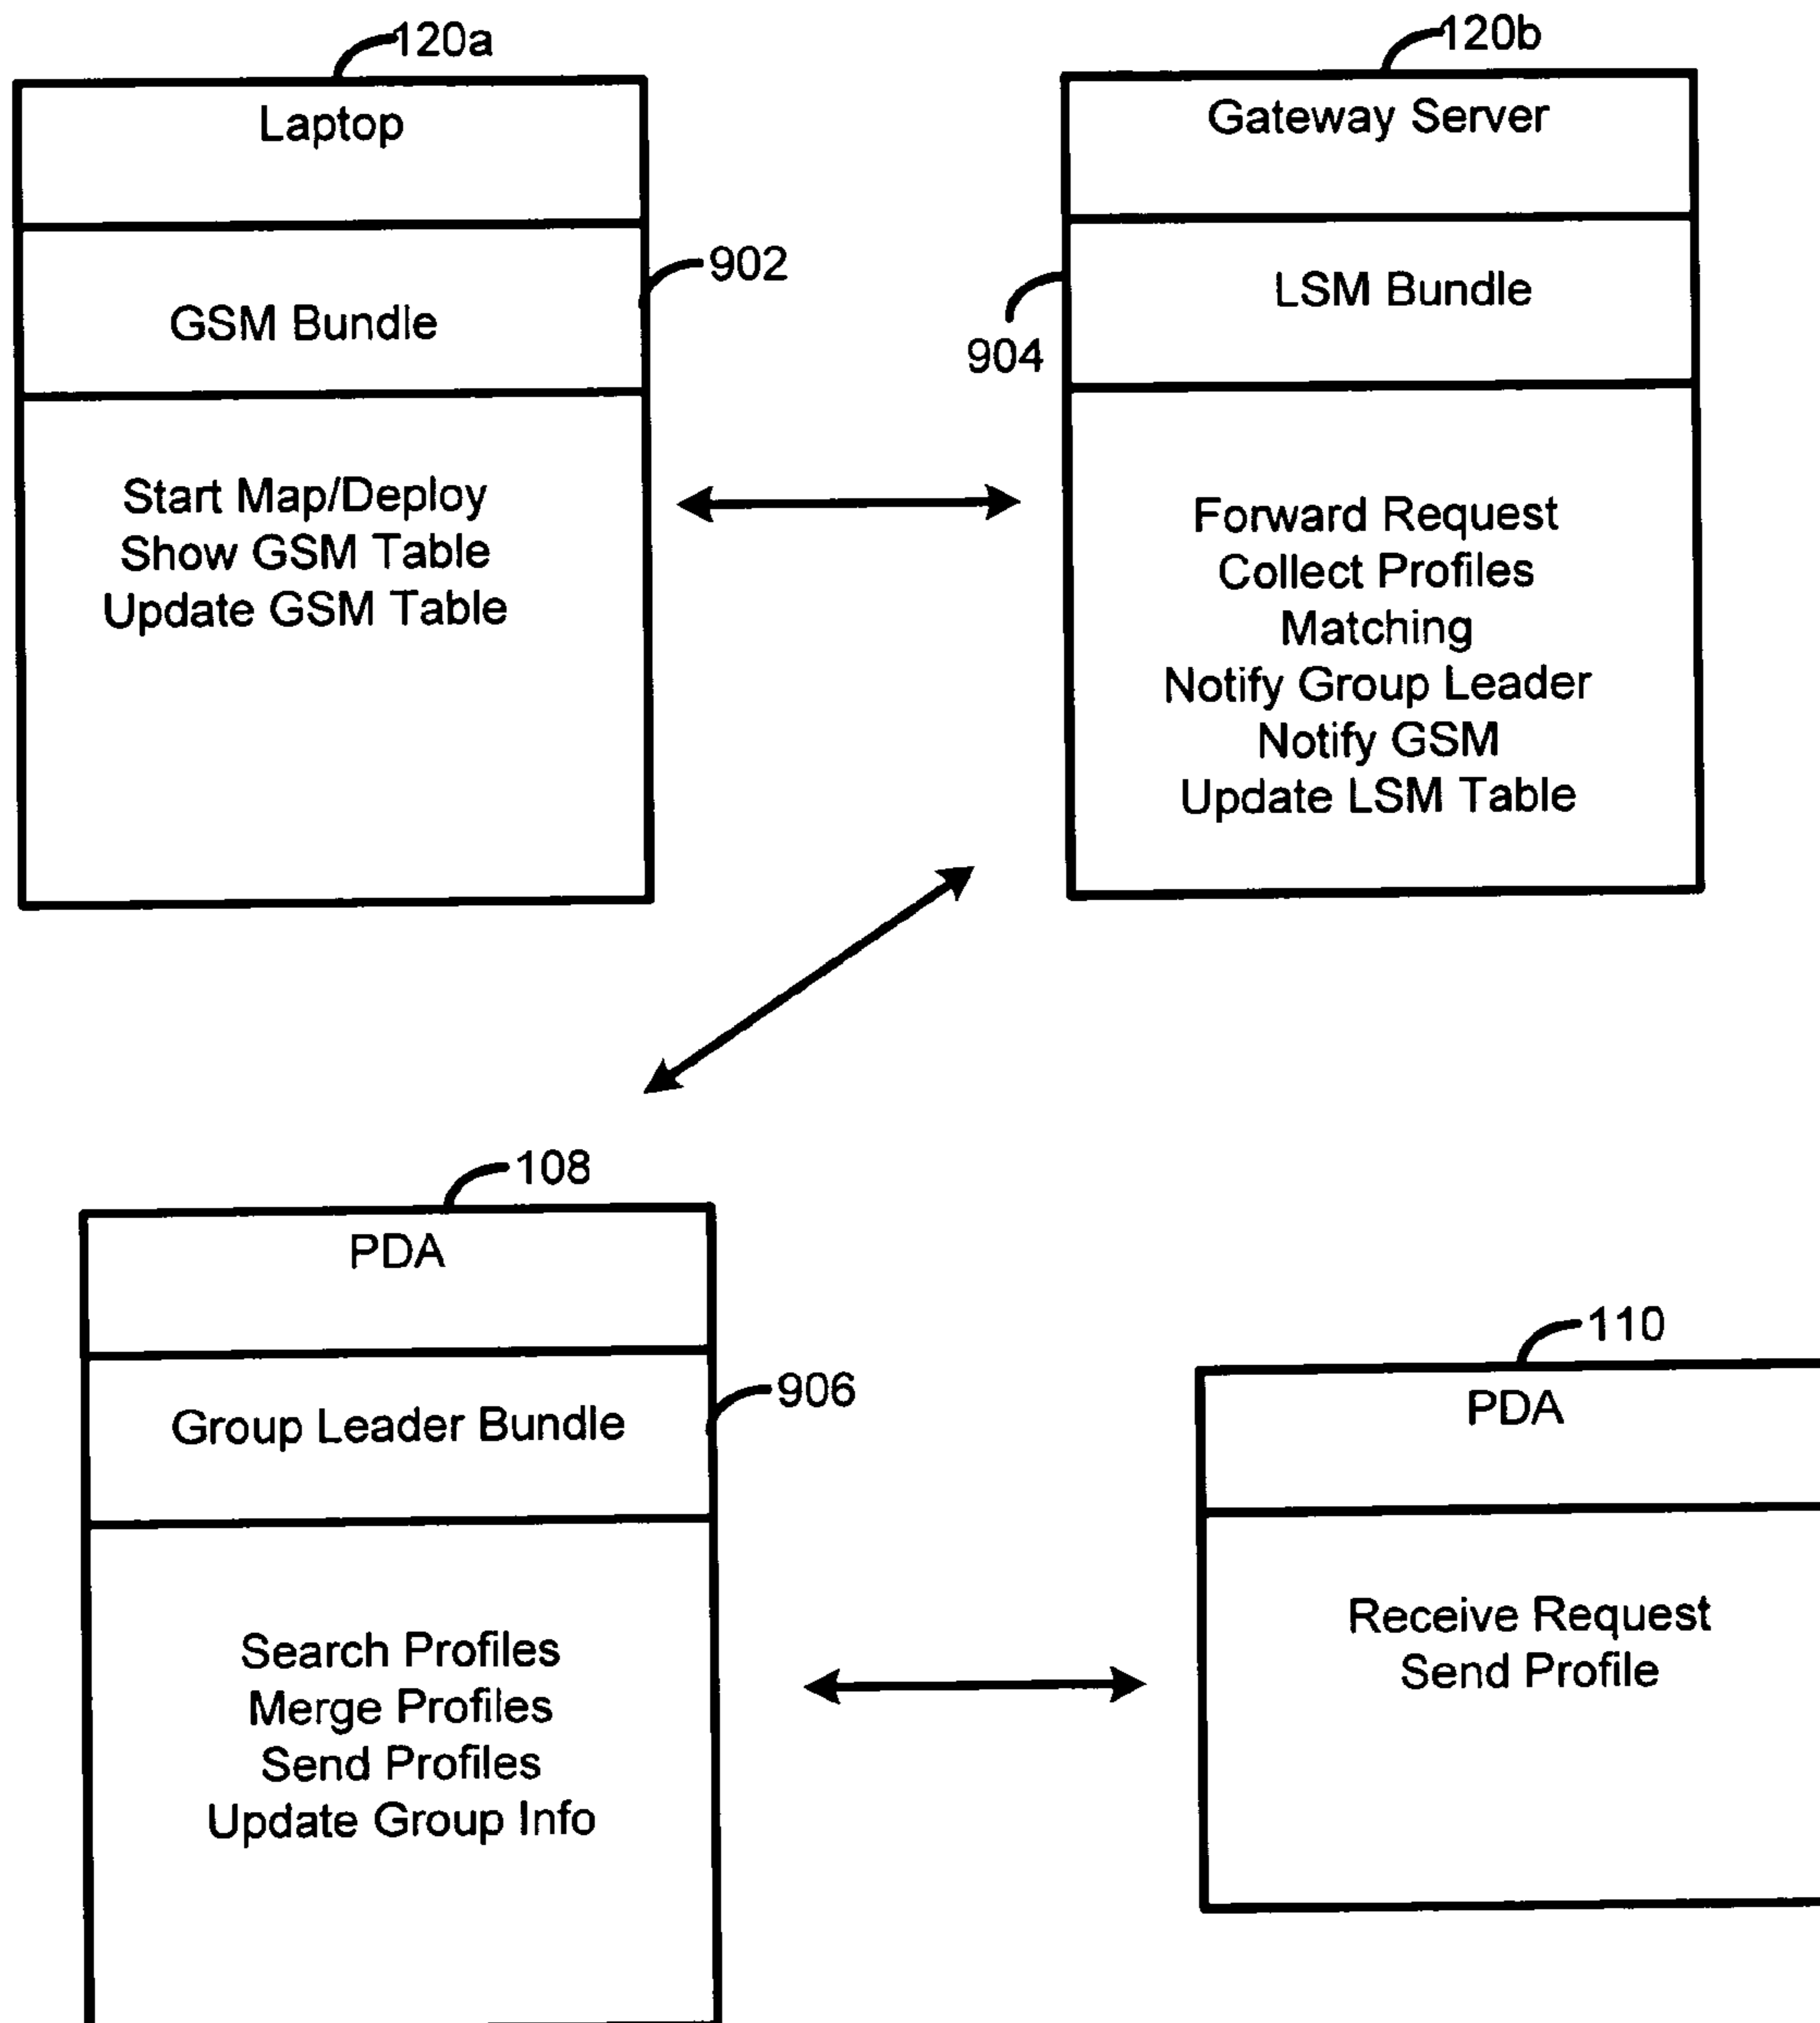 120a
Laptop
902
GSM Bundle
Start Map/Deploy
Show GSM Table
Update GSM Table
120b
Gateway Server
LSM Bundle
904
Forward Request
Collect Profiles
Matching
Notify Group Leader
Notify GSM
Update LSM Table
108
PDA
906
Group Leader Bundle
Search Profiles
Merge Profiles
Send Profiles
Update Group Info
110
PDA
Receive Request
Send Profile